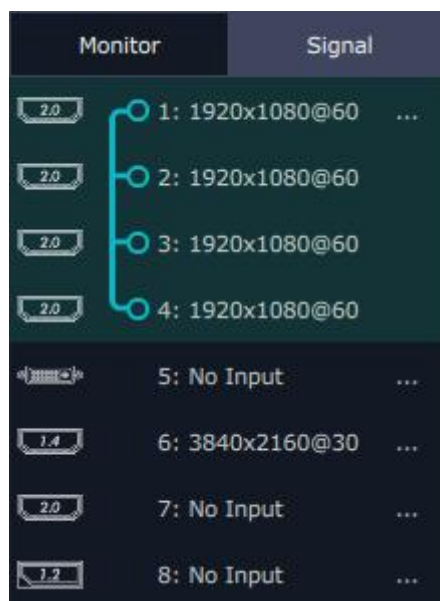 Monitor Signal
2.0 1: 1920x1080@60 ...
2.0 2: 1920x1080@60
2.0 3: 1920x1080@60
2.0 4: 1920x1080@60
5: No Input ...
1.4 6: 3840x2160@30 ...
2.0 7: No Input ...
1.2 8: No Input ...